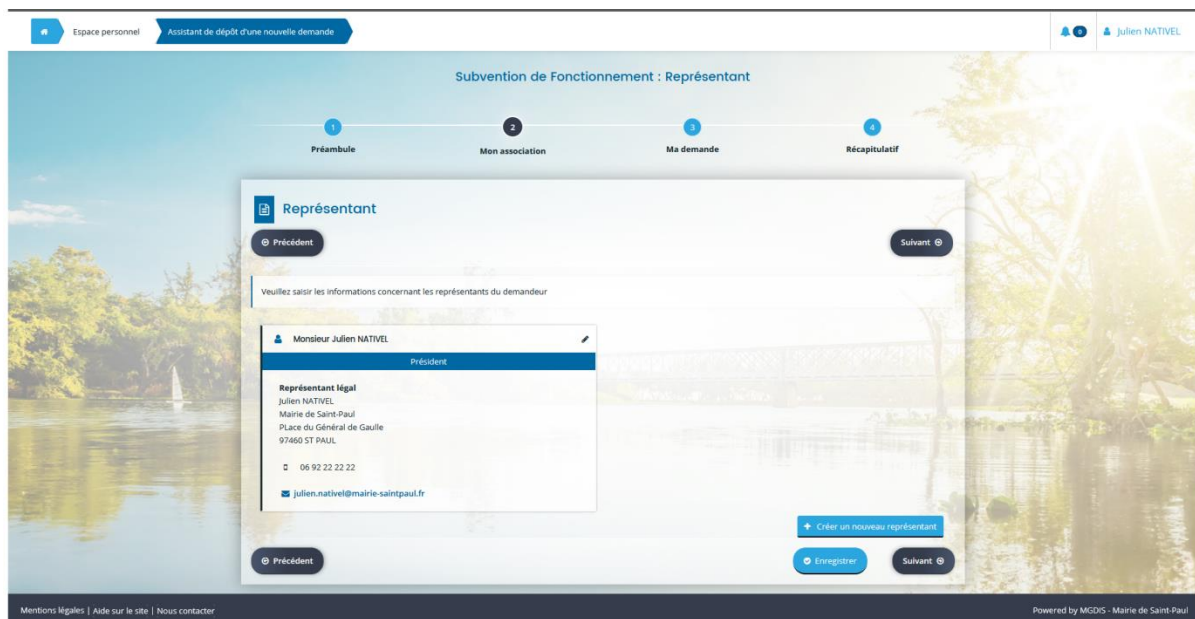 Espace personnel
Assistant de dépôt d'une nouvelle demande
0
Julien NATIVEL
Subvention de Fonctionnement : Représentant
1
2
3
4
Préambule
Mon association
Ma demande
Récapitulatif
Représentant
Précédent
Suivant
Veuillez saisir les informations concernant les représentants du demandeur
Monsieur Julien NATIVEL
Président
Représentant légal
Julien NATIVEL
Mairie de Saint-Paul
PLace du Général de Gaulle
97460 ST PAUL
06 92 22 22 22
julien.nativel@mairie-saintpaul.fr
Créer un nouveau représentant
Précédent
Enregistrer
Suivant
Mentions légales | Aide sur le site | Nous contacter
Powered by MGDIS - Mairie de Saint-Paul